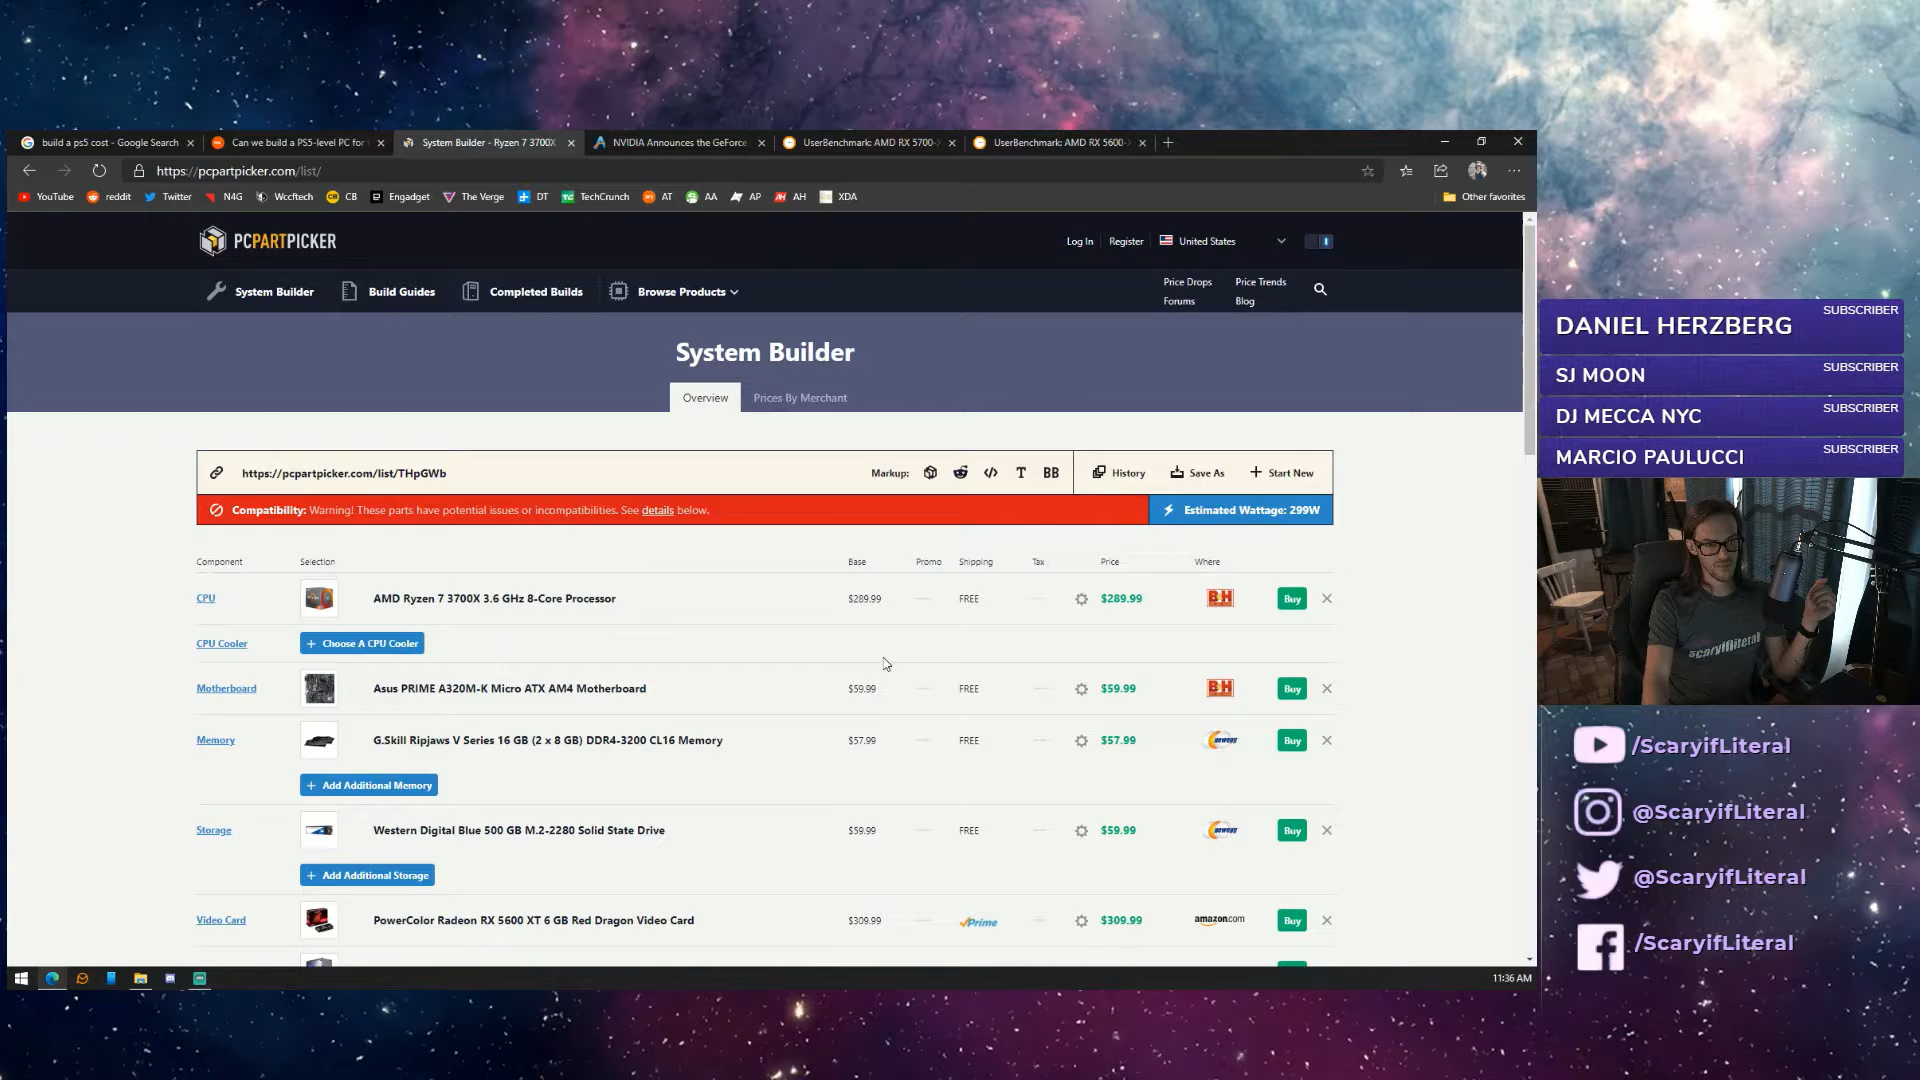 build a ps5 cost - Google Search
Can we build a PS5-level PC for
System Builder - Ryzen 7 3700X
NVIDIA Announces the GeForce
UserBenchmark: AMD RX 5700-
UserBenchmark: AMD RX 5600-
https://pcpartpicker.com/list/
YouTube reddit Twitter N4G Wccftech CB Engadget The Verge DT TechCrunch AT AA AP AH XDA Other favorites
PCPARTPICKER
Log In Register United States
System Builder Build Guides Completed Builds Browse Products
Price Drops Price Trends
Forums Blog
System Builder
Overview Prices By Merchant
https://pcpartpicker.com/list/THpGWb Markup: T BB History Save As + Start New
Compatibility: Warning! These parts have potential issues or incompatibilities. See details below. Estimated Wattage: 299W
Component Selection Base Promo Shipping Tax Price Where
CPU AMD Ryzen 7 3700X 3.6 GHz 8-Core Processor $289.99 — FREE — $289.99 B&H Buy
CPU Cooler + Choose A CPU Cooler
Motherboard Asus PRIME A320M-K Micro ATX AM4 Motherboard $59.99 — FREE — $59.99 B&H Buy
Memory G.Skill Ripjaws V Series 16 GB (2 x 8 GB) DDR4-3200 CL16 Memory $57.99 — FREE — $57.99 newegg Buy
+ Add Additional Memory
Storage Western Digital Blue 500 GB M.2-2280 Solid State Drive $59.99 — FREE — $59.99 newegg Buy
+ Add Additional Storage
Video Card PowerColor Radeon RX 5600 XT 6 GB Red Dragon Video Card $309.99 — Prime — $309.99 amazon.com Buy
11:36 AM
DANIEL HERZBERG SUBSCRIBER
SJ MOON SUBSCRIBER
DJ MECCA NYC SUBSCRIBER
MARCIO PAULUCCI SUBSCRIBER
scaryifliteral
/ScaryifLiteral
@ScaryifLiteral
@ScaryifLiteral
/ScaryifLiteral